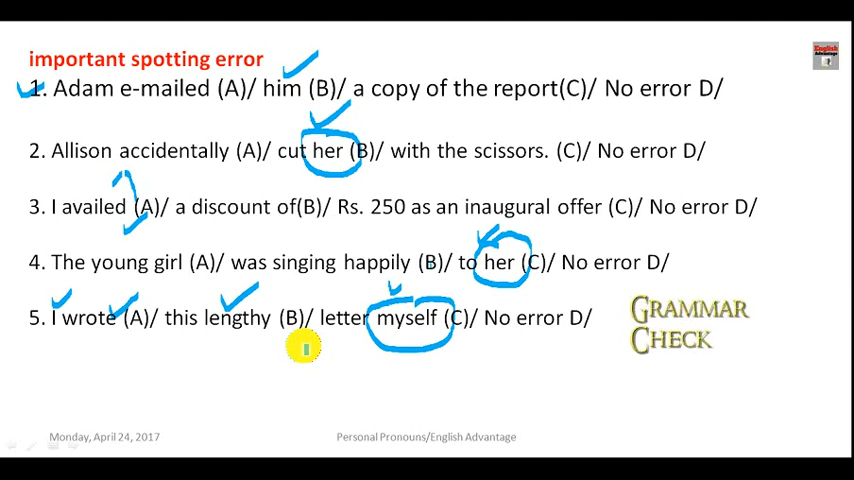 important spotting error
English
Advantage
1. Adam e-mailed (A)/ him (B)/ a copy of the report(C)/ No error D/
2. Allison accidentally (A)/ cut her (B)/ with the scissors. (C)/ No error D/
3. I availed (A)/ a discount of(B)/ Rs. 250 as an inaugural offer (C)/ No error D/
4. The young girl (A)/ was singing happily (B)/ to her (C)/ No error D/
5. I wrote (A)/ this lengthy (B)/ letter myself (C)/ No error D/
GRAMMAR
CHECK
Monday, April 24, 2017
Personal Pronouns/English Advantage